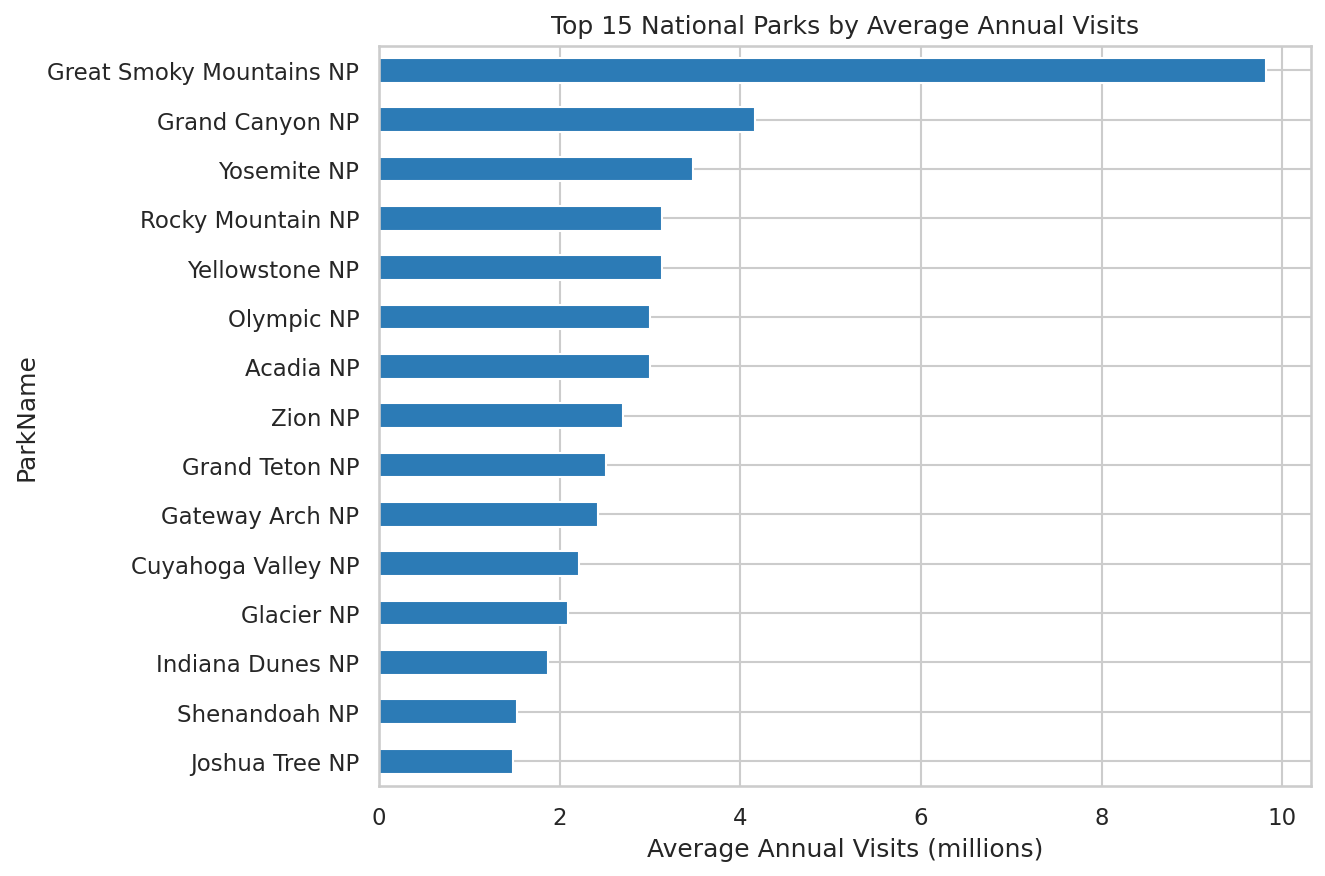 Top 15 National Parks by Average Annual Visits
Great Smoky Mountains NP
Grand Canyon NP
Yosemite NP
Rocky Mountain NP
Yellowstone NP
Olympic NP
Acadia NP
Zion NP
Grand Teton NP
Gateway Arch NP
Cuyahoga Valley NP
Glacier NP
Indiana Dunes NP
Shenandoah NP
Joshua Tree NP
ParkName
0 2 4 6 8 10
Average Annual Visits (millions)